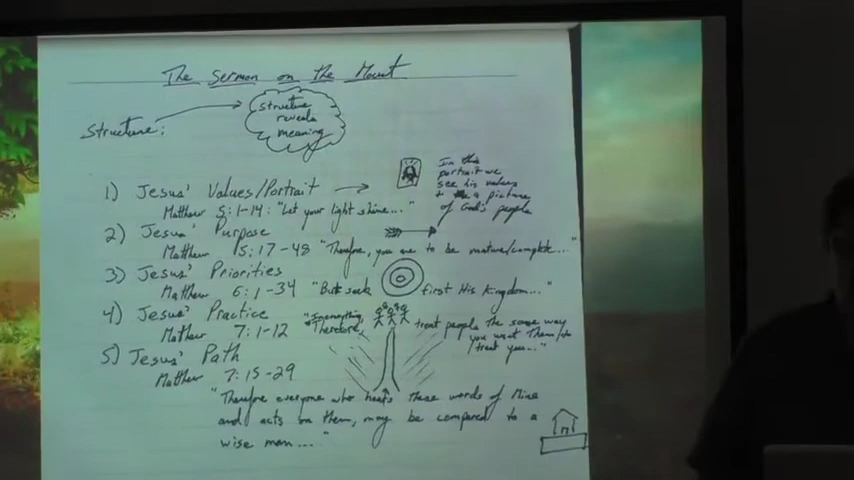 The Sermon on the Mount
Structure:
structure
reveals
meaning
1) Jesus' Values/Portrait
In this
portrait we
see his values
+ a picture
of God's people
Matthew 5:1-14: "Let your light shine..."
2) Jesus' Purpose
Matthew 5:17-48 "Therefore, you are to be mature/complete..."
3) Jesus' Priorities
Matthew 6:1-34 "But seek first His Kingdom..."
4) Jesus' Practice
Matthew 7:1-12 "In everything, Therefore, treat people the same way
you want Them/to
/treat you..."
5) Jesus' Path
Matthew 7:15-29
"Therefore everyone who hears these words of Mine
and acts on them, may be compared to a
wise man...."